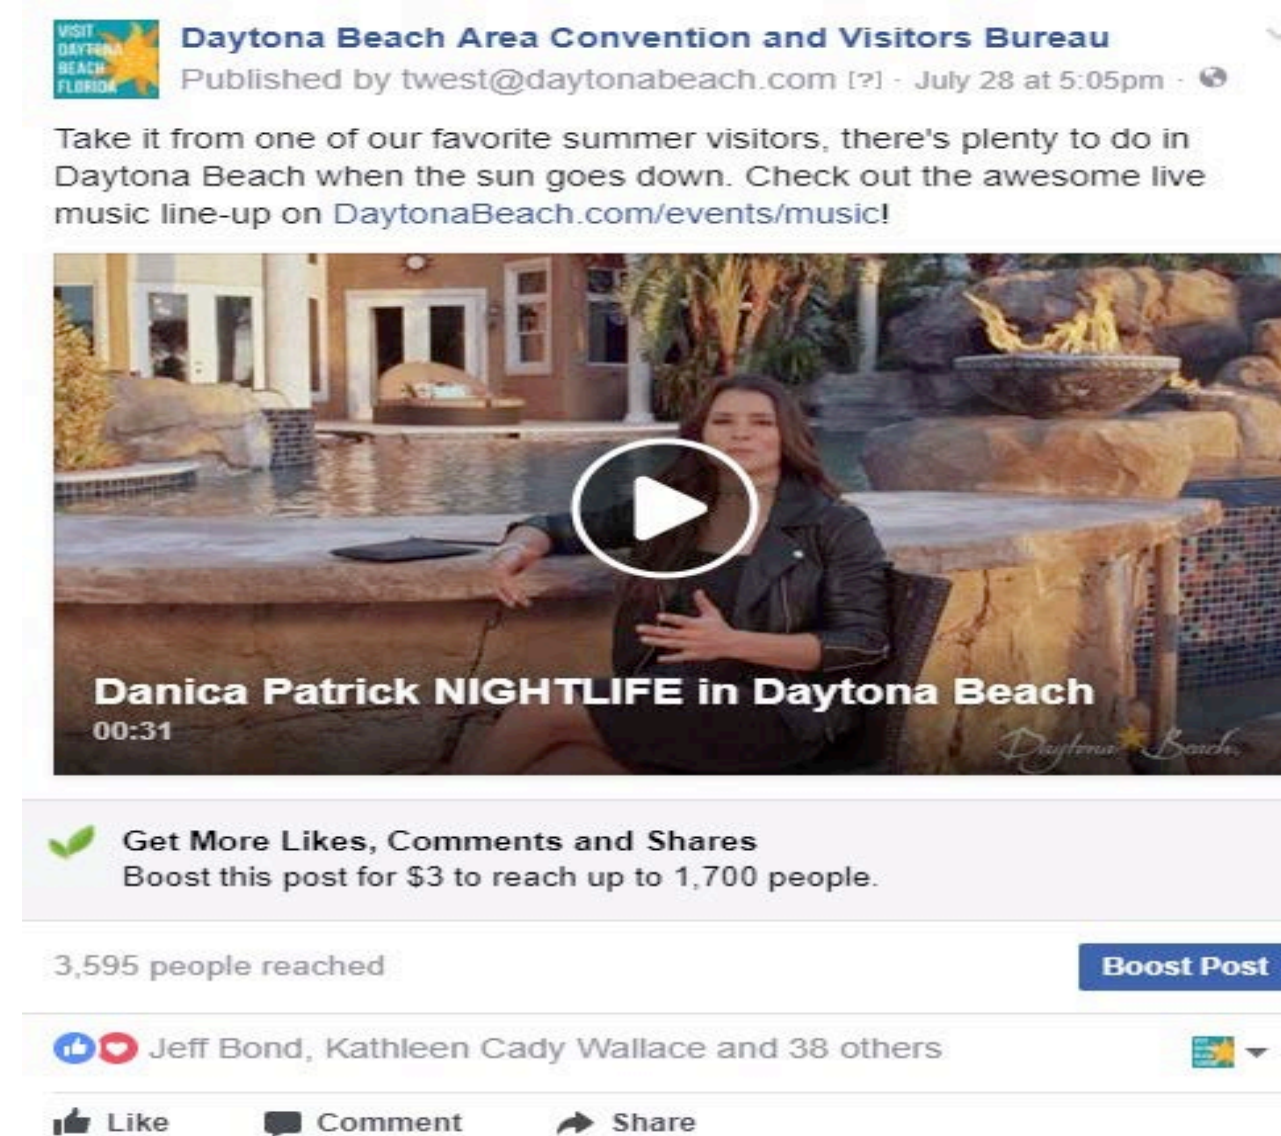 VISIT
DAYTONA
BEACH
FLORIDA
Daytona Beach Area Convention and Visitors Bureau
Published by twest@daytonabeach.com [?] · July 28 at 5:05pm ·
Take it from one of our favorite summer visitors, there's plenty to do in
Daytona Beach when the sun goes down. Check out the awesome live
music line-up on DaytonaBeach.com/events/music!
Danica Patrick NIGHTLIFE in Daytona Beach
00:31
Daytona Beach.
Get More Likes, Comments and Shares
Boost this post for $3 to reach up to 1,700 people.
3,595 people reached
Boost Post
Jeff Bond, Kathleen Cady Wallace and 38 others
Like Comment Share